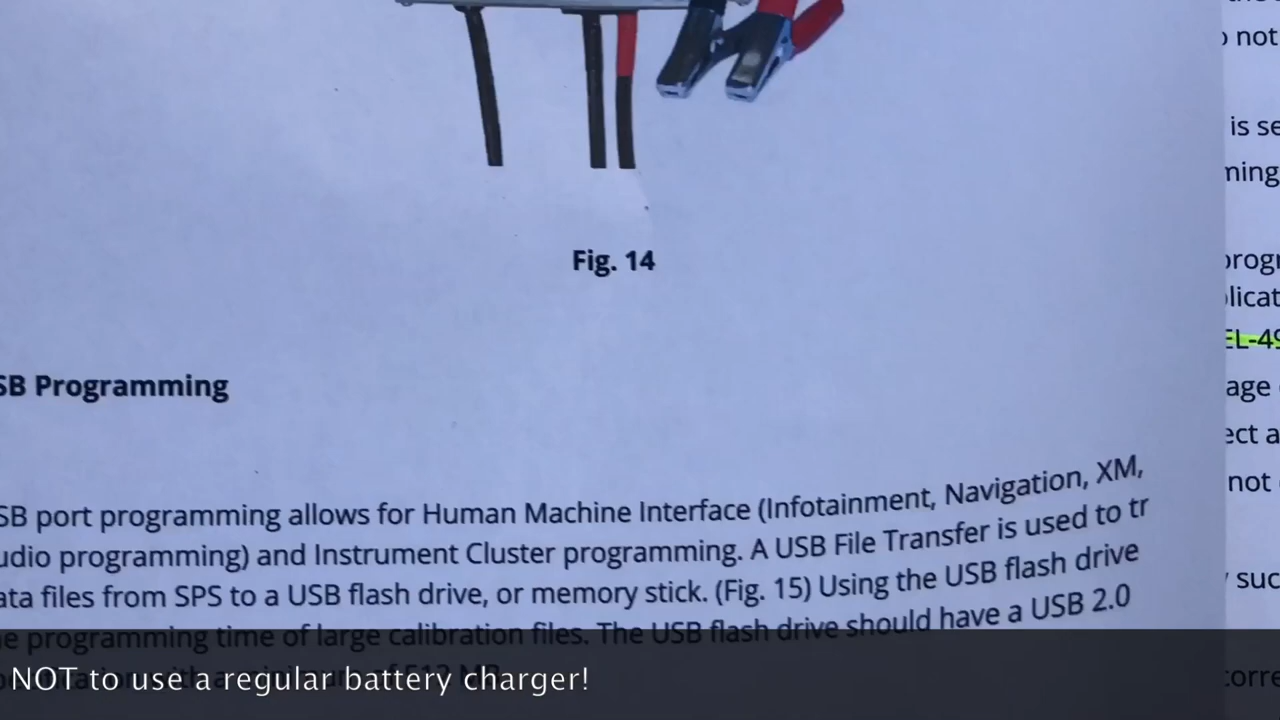 Fig. 14
SB Programming
SB port programming allows for Human Machine Interface (Infotainment, Navigation, XM,
udio programming) and Instrument Cluster programming. A USB File Transfer is used to tr
ata files from SPS to a USB flash drive, or memory stick. (Fig. 15) Using the USB flash drive
e programming time of large calibration files. The USB flash drive should have a USB 2.0
NOT to use a regular battery charger!
not
is se
ming
progr
licat
EL-49
age
ect a
not
suc
corre